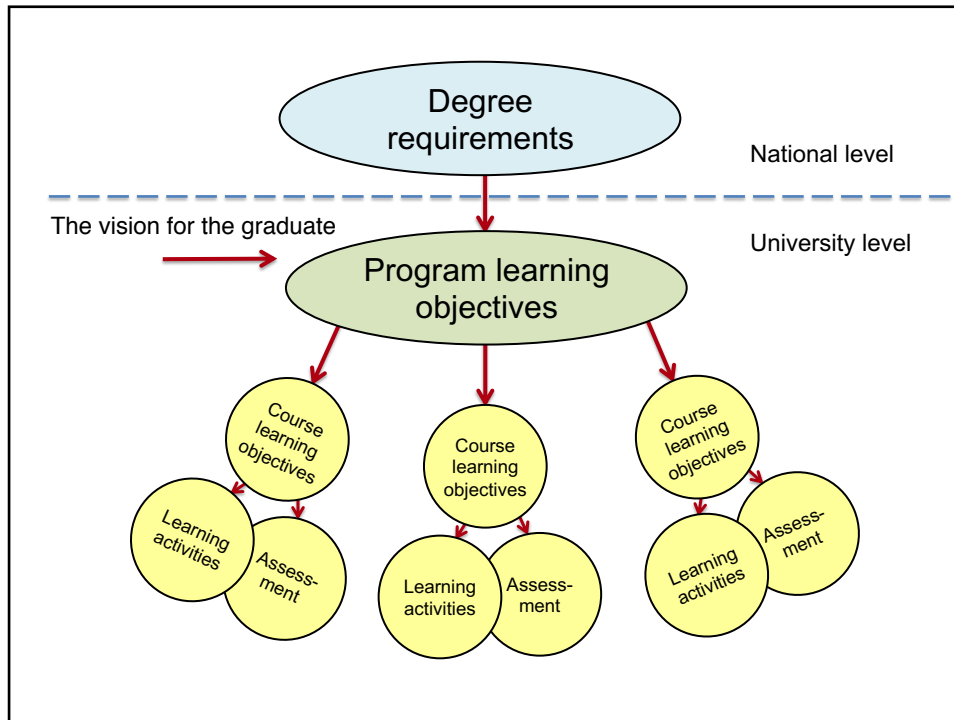 Degree
requirements
National level
The vision for the graduate
University level
Program learning
objectives
Course
learning
objectives
Learning
activities
Assess-
ment
Course
learning
objectives
Learning
activities
Assess-
ment
Course
learning
objectives
Learning
activities
Assess-
ment